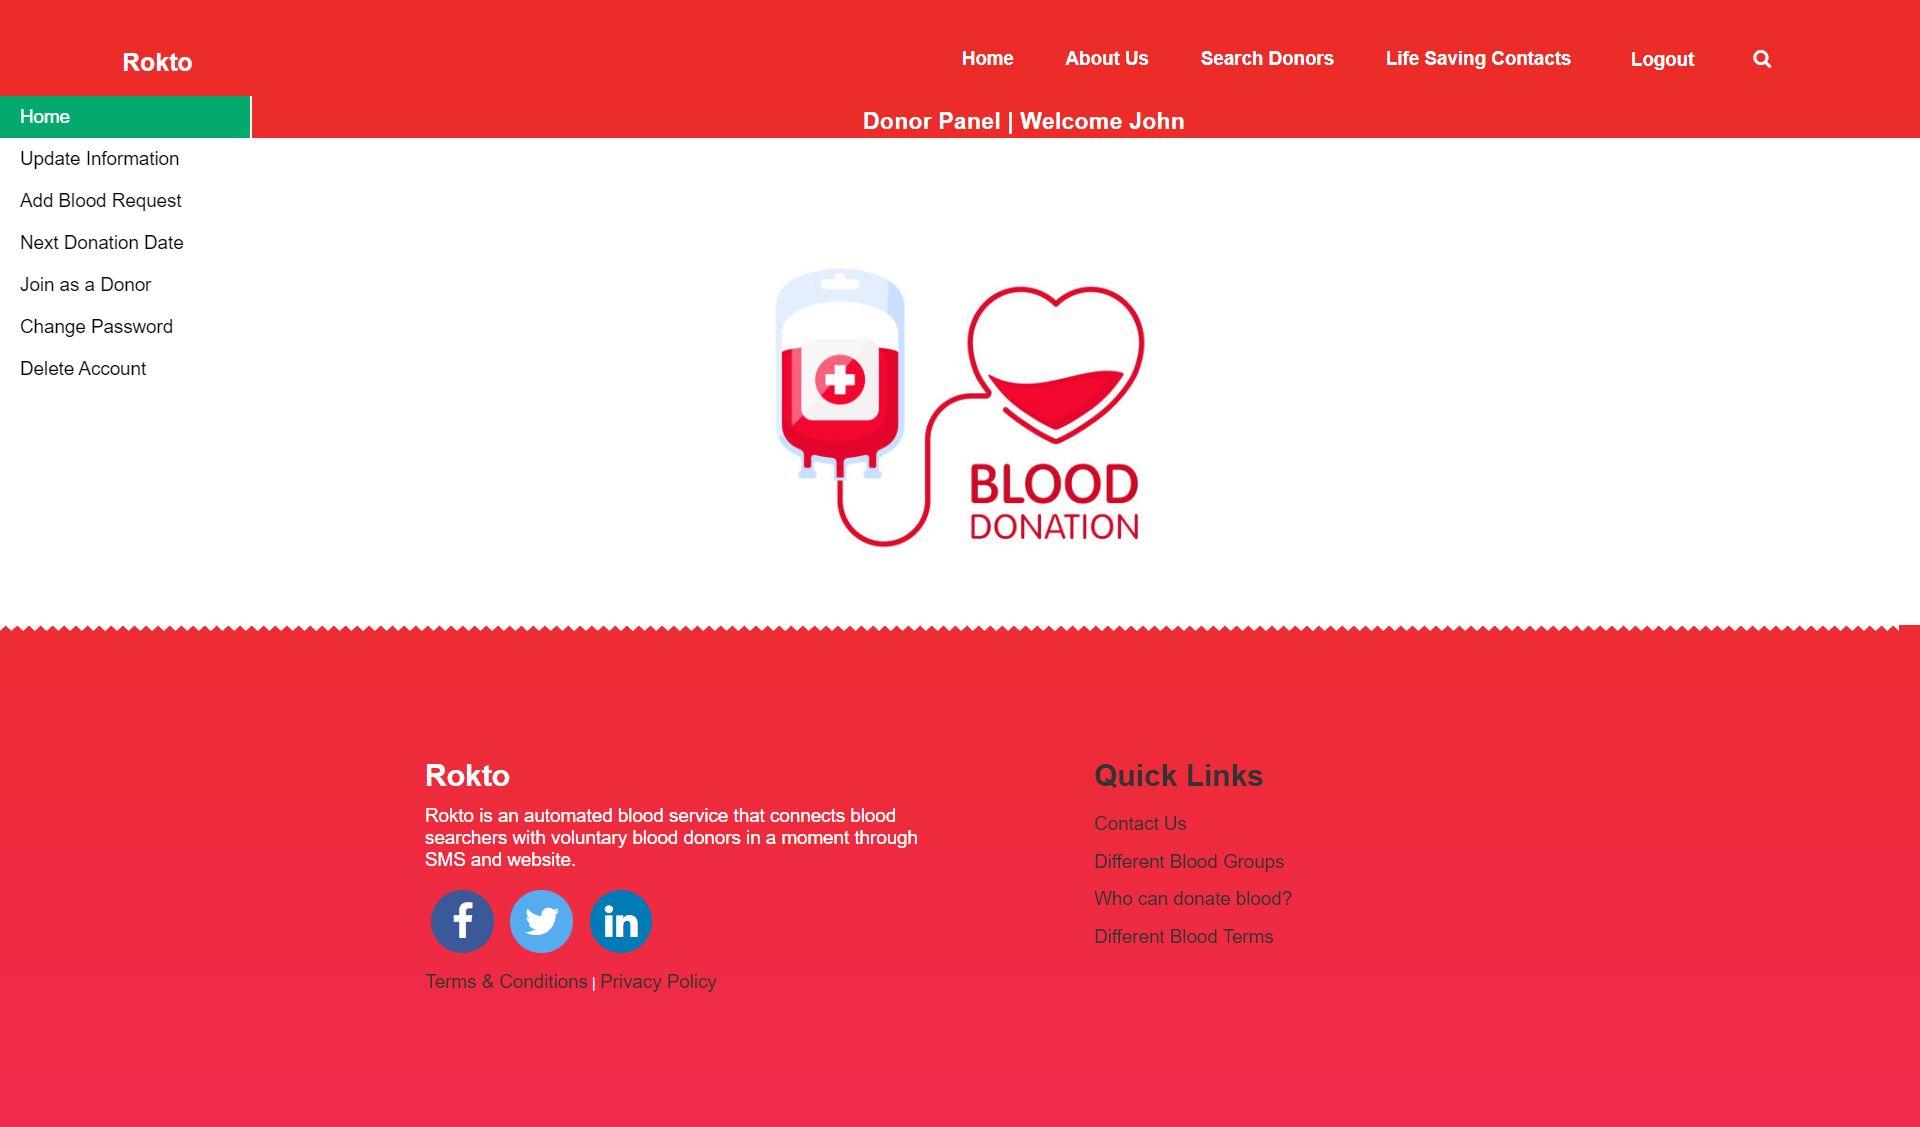 Rokto
Home About Us Search Donors Life Saving Contacts Logout
Donor Panel | Welcome John
Home
Update Information
Add Blood Request
Next Donation Date
Join as a Donor
Change Password
Delete Account
BLOOD
DONATION
Rokto
Rokto is an automated blood service that connects blood
searchers with voluntary blood donors in a moment through
SMS and website.
Terms & Conditions | Privacy Policy
Quick Links
Contact Us
Different Blood Groups
Who can donate blood?
Different Blood Terms